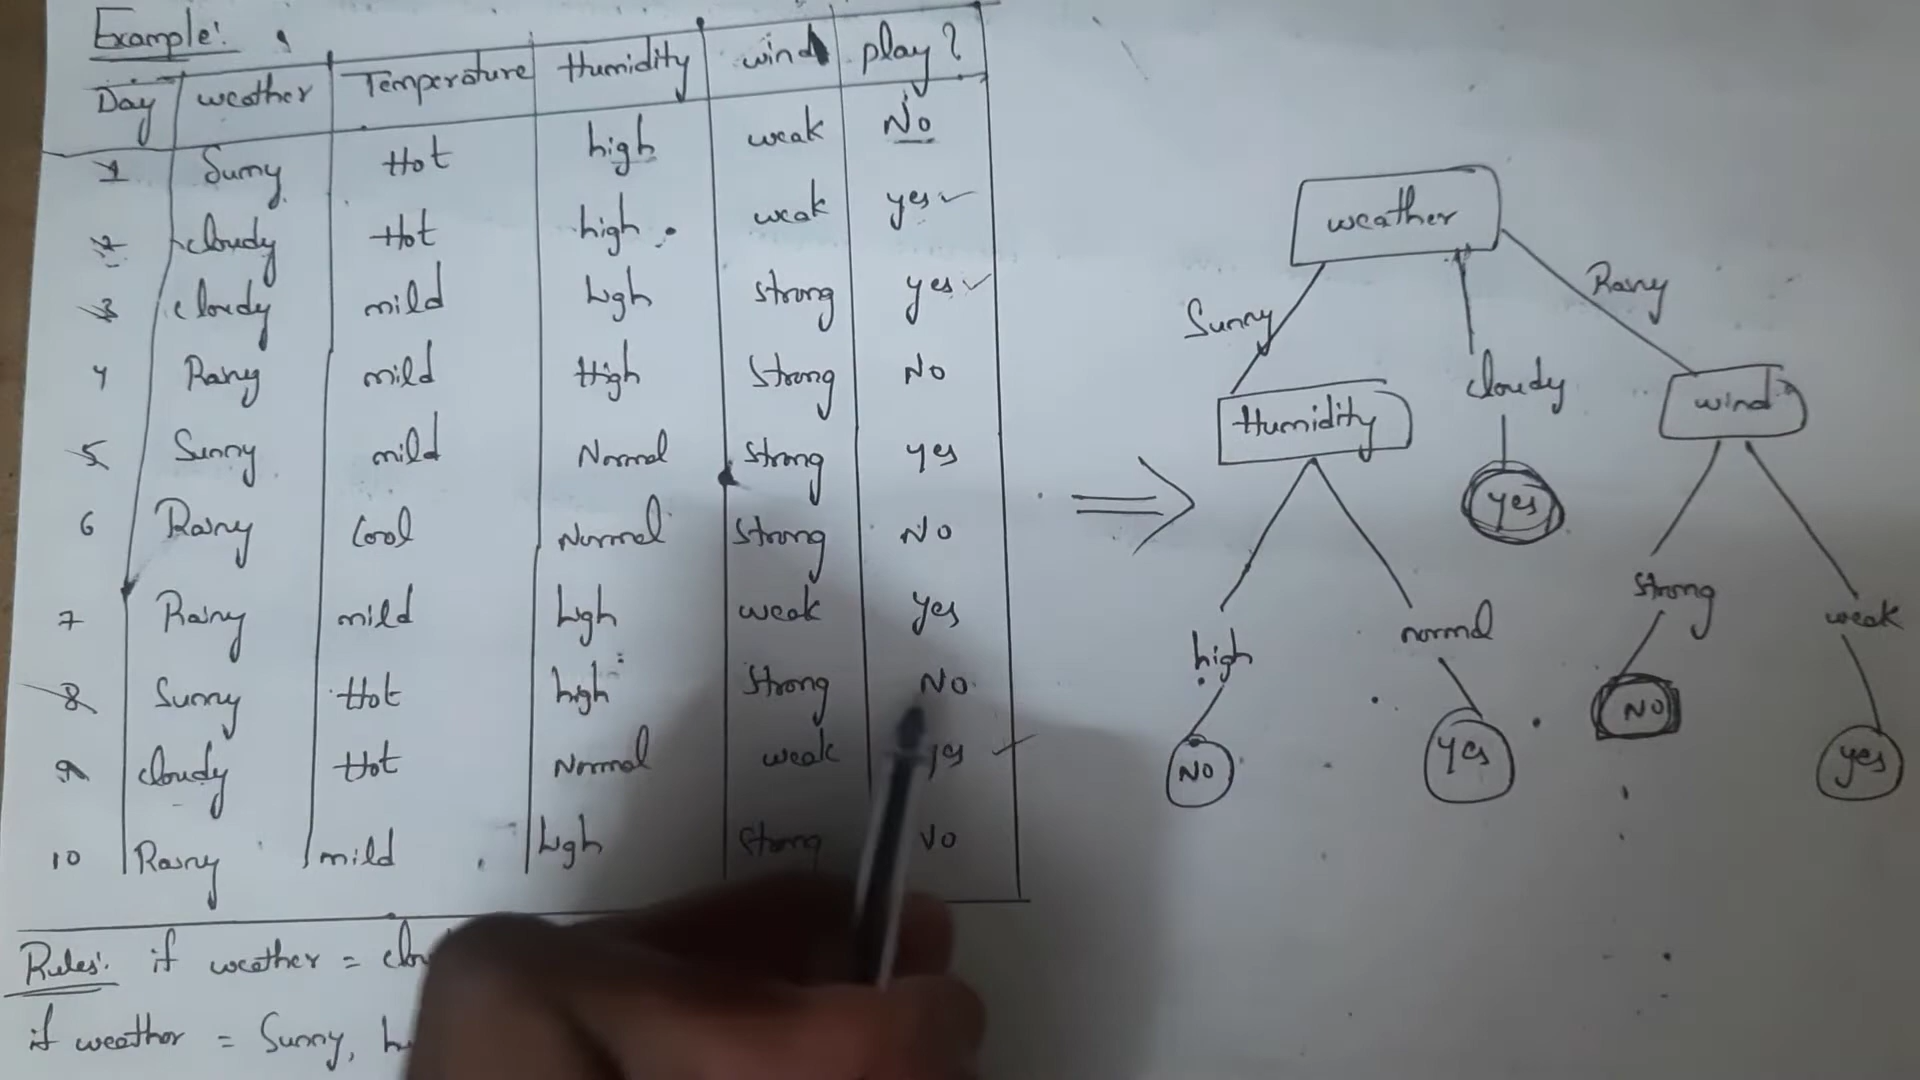 Example:
Day weather Temperature Humidity wind play?
1 Sunny Hot high weak No
2 cloudy Hot high weak yes
3 cloudy mild high strong yes
4 Rainy mild High Strong No
5 Sunny mild Normal Strong yes
6 Rainy Cool Normal Strong No
7 Rainy mild high weak yes
8 Sunny Hot high Strong No
9 cloudy Hot Normal weak yes
10 Rainy mild high Strong No
Rules: if weather =
if weather = Sunny,
weather
Sunny
cloudy
Rainy
Humidity
yes
wind
high
normal
strong
weak
No
yes
No
yes